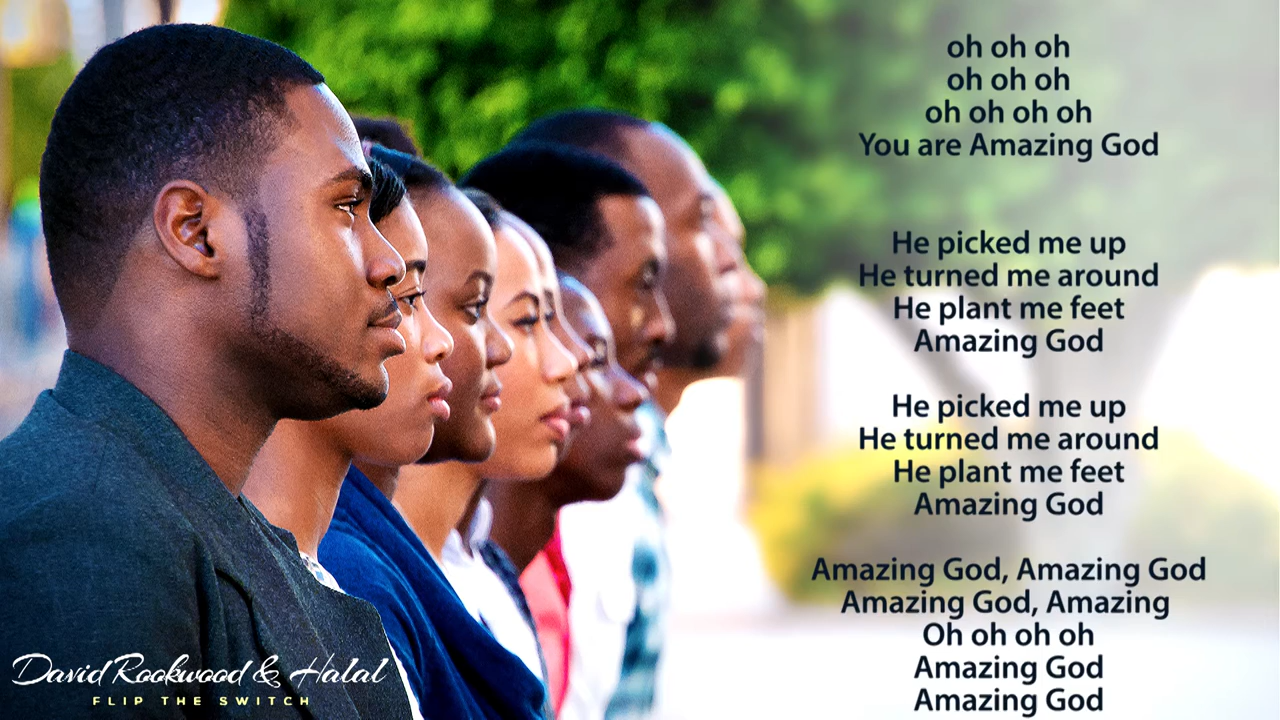 oh oh oh
oh oh oh
oh oh oh oh
You are Amazing God
He picked me up
He turned me around
He plant me feet
Amazing God
He picked me up
He turned me around
He plant me feet
Amazing God
Amazing God, Amazing God
Amazing God, Amazing
Oh oh oh oh
Amazing God
Amazing God
David Rookwood & Halal
FLIP THE SWITCH